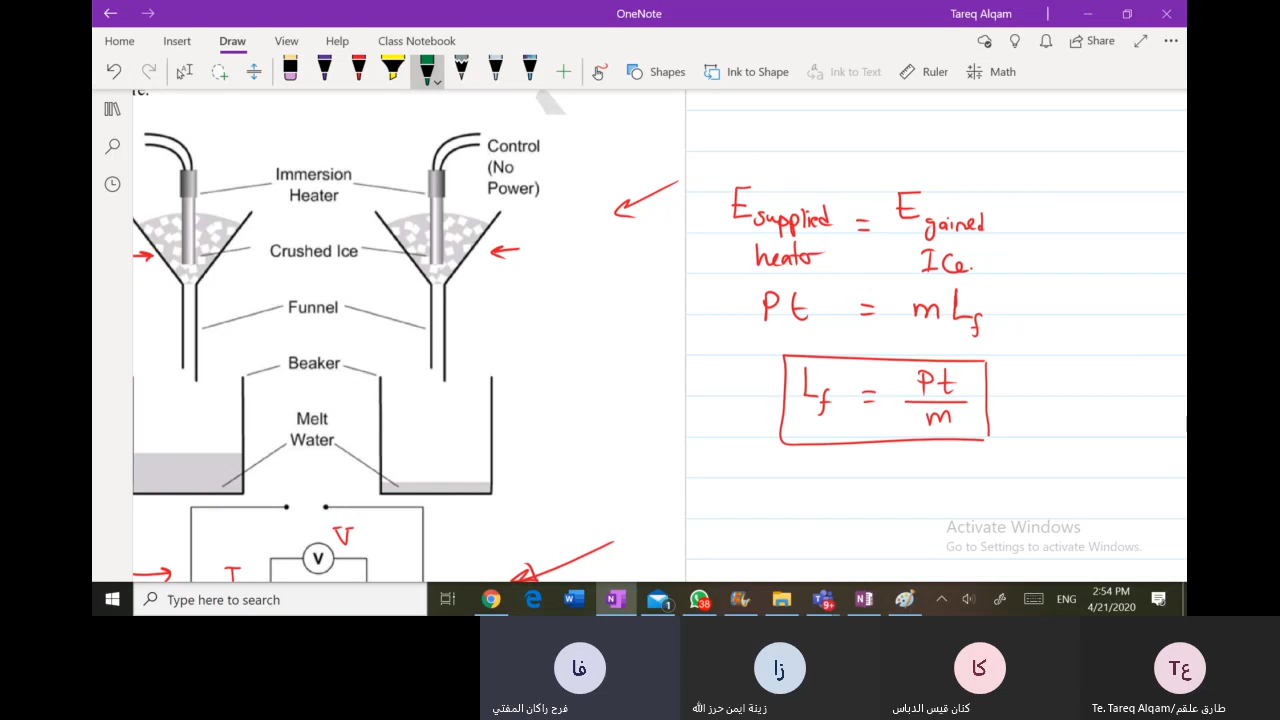 OneNote
Tareq Alqam
Home Insert Draw View Help Class Notebook
Share
Shapes Ink to Shape Ink to Text Ruler Math
Control
(No
Power)
Immersion
Heater
Crushed Ice
Funnel
Beaker
Melt
Water
V
V
I
E supplied heater = E gained Ice.
Pt = m Lf
Lf = Pt/m
Activate Windows
Go to Settings to activate Windows.
Type here to search
1
38
9+
ENG
2:54 PM
4/21/2020
فا
زا
كا
Tع
فرح راكان المفتي
زينة ايمن حرز الله
كنان قيس الدباس
Te. Tareq Alqam/طارق علقم